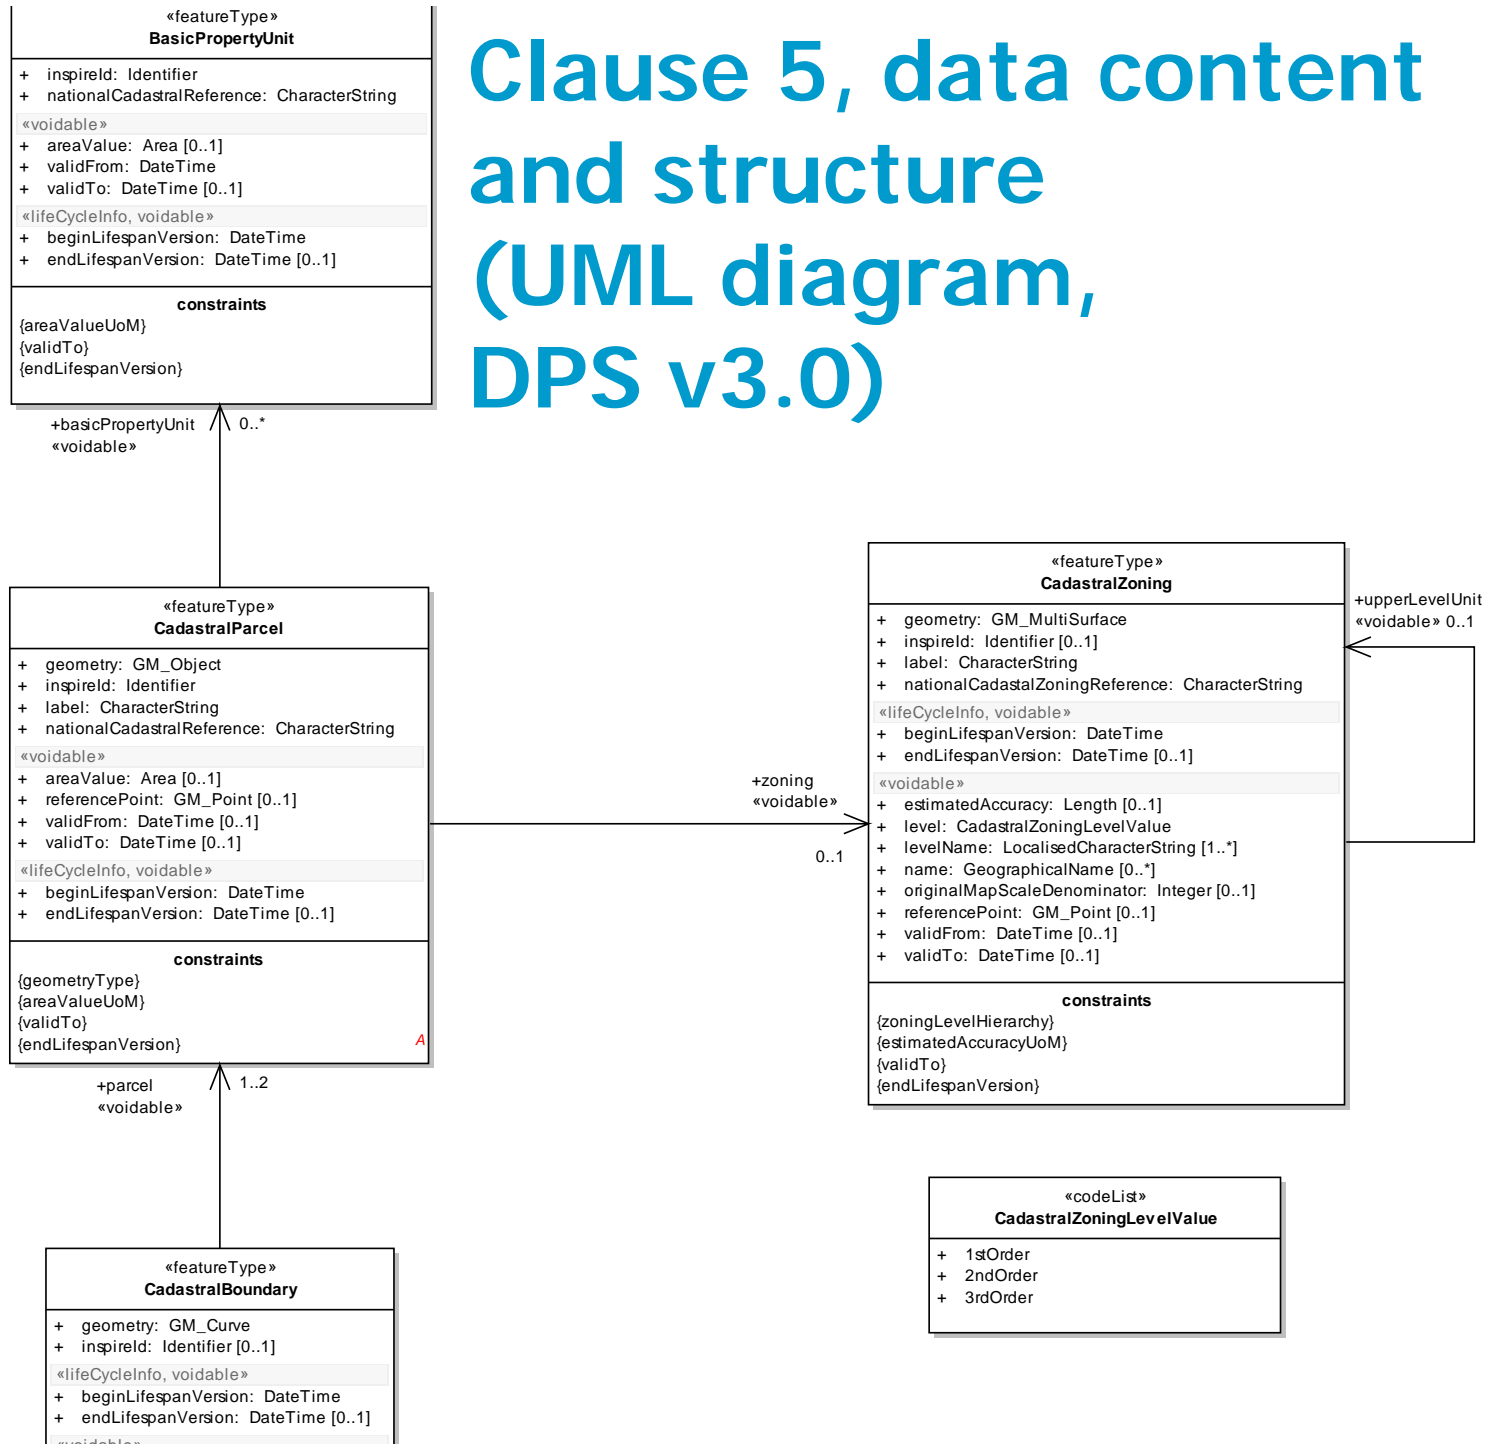 Clause 5, data content
and structure
(UML diagram,
DPS v3.0)
«featureType»
BasicPropertyUnit
+ inspireId: Identifier
+ nationalCadastralReference: CharacterString
«voidable»
+ areaValue: Area [0..1]
+ validFrom: DateTime
+ validTo: DateTime [0..1]
«lifeCycleInfo, voidable»
+ beginLifespanVersion: DateTime
+ endLifespanVersion: DateTime [0..1]
constraints
{areaValueUoM}
{validTo}
{endLifespanVersion}
+basicPropertyUnit 0..*
«voidable»
«featureType»
CadastralParcel
+ geometry: GM_Object
+ inspireId: Identifier
+ label: CharacterString
+ nationalCadastralReference: CharacterString
«voidable»
+ areaValue: Area [0..1]
+ referencePoint: GM_Point [0..1]
+ validFrom: DateTime [0..1]
+ validTo: DateTime [0..1]
«lifeCycleInfo, voidable»
+ beginLifespanVersion: DateTime
+ endLifespanVersion: DateTime [0..1]
constraints
{geometryType}
{areaValueUoM}
{validTo}
{endLifespanVersion}
A
+zoning
«voidable»
0..1
«featureType»
CadastralZoning
+ geometry: GM_MultiSurface
+ inspireId: Identifier [0..1]
+ label: CharacterString
+ nationalCadastalZoningReference: CharacterString
«lifeCycleInfo, voidable»
+ beginLifespanVersion: DateTime
+ endLifespanVersion: DateTime [0..1]
«voidable»
+ estimatedAccuracy: Length [0..1]
+ level: CadastralZoningLevelValue
+ levelName: LocalisedCharacterString [1..*]
+ name: GeographicalName [0..*]
+ originalMapScaleDenominator: Integer [0..1]
+ referencePoint: GM_Point [0..1]
+ validFrom: DateTime [0..1]
+ validTo: DateTime [0..1]
constraints
{zoningLevelHierarchy}
{estimatedAccuracyUoM}
{validTo}
{endLifespanVersion}
+upperLevelUnit
«voidable» 0..1
+parcel 1..2
«voidable»
«codeList»
CadastralZoningLevelValue
+ 1stOrder
+ 2ndOrder
+ 3rdOrder
«featureType»
CadastralBoundary
+ geometry: GM_Curve
+ inspireId: Identifier [0..1]
«lifeCycleInfo, voidable»
+ beginLifespanVersion: DateTime
+ endLifespanVersion: DateTime [0..1]
«voidable»